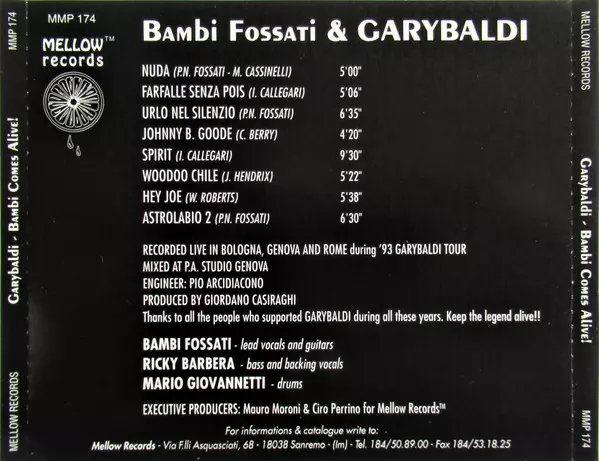 MMP 174
Garybaldi - Bambi Comes Alive!
MELLOW RECORDS
MMP 174
MELLOW™
records
Bambi Fossati & GARYBALDI
NUDA (P.N. FOSSATI - M. CASSINELLI) 5'00"
FARFALLE SENZA POIS (I. CALLEGARI) 5'06"
URLO NEL SILENZIO (P.N. FOSSATI) 6'35"
JOHNNY B. GOODE (C. BERRY) 4'20"
SPIRIT (I. CALLEGARI) 9'30"
WOODOO CHILE (J. HENDRIX) 5'22"
HEY JOE (W. ROBERTS) 5'38"
ASTROLABIO 2 (P.N. FOSSATI) 6'30"
RECORDED LIVE IN BOLOGNA, GENOVA AND ROME during '93 GARYBALDI TOUR
MIXED AT P.A. STUDIO GENOVA
ENGINEER: PIO ARCIDIACONO
PRODUCED BY GIORDANO CASIRAGHI
Thanks to all the people who supported GARYBALDI during all these years. Keep the legend alive!!
BAMBI FOSSATI - lead vocals and guitars
RICKY BARBERA - bass and backing vocals
MARIO GIOVANNETTI - drums
EXECUTIVE PRODUCERS: Mauro Moroni & Ciro Perrino for Mellow Records™
For informations & catalogue write to:
Mellow Records - Via F.lli Asquasciati, 68 - 18038 Sanremo - (Im) - Tel. 184/50.89.00 - Fax 184/53.18.25
MELLOW RECORDS
Garybaldi - Bambi Comes Alive!
MMP 174